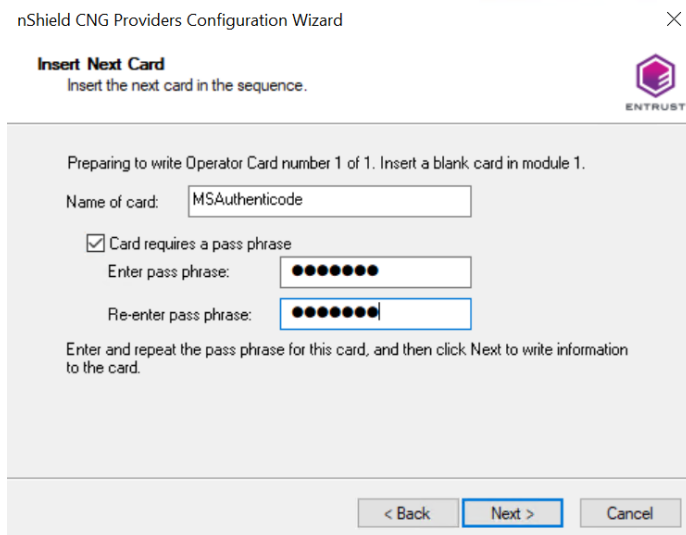 nShield CNG Providers Configuration Wizard
Insert Next Card
Insert the next card in the sequence.
ENTRUST
Preparing to write Operator Card number 1 of 1. Insert a blank card in module 1.
Name of card: MSAuthenticode
Card requires a pass phrase
Enter pass phrase: ●●●●●●●
Re-enter pass phrase: ●●●●●●●
Enter and repeat the pass phrase for this card, and then click Next to write information
to the card.
< Back Next > Cancel